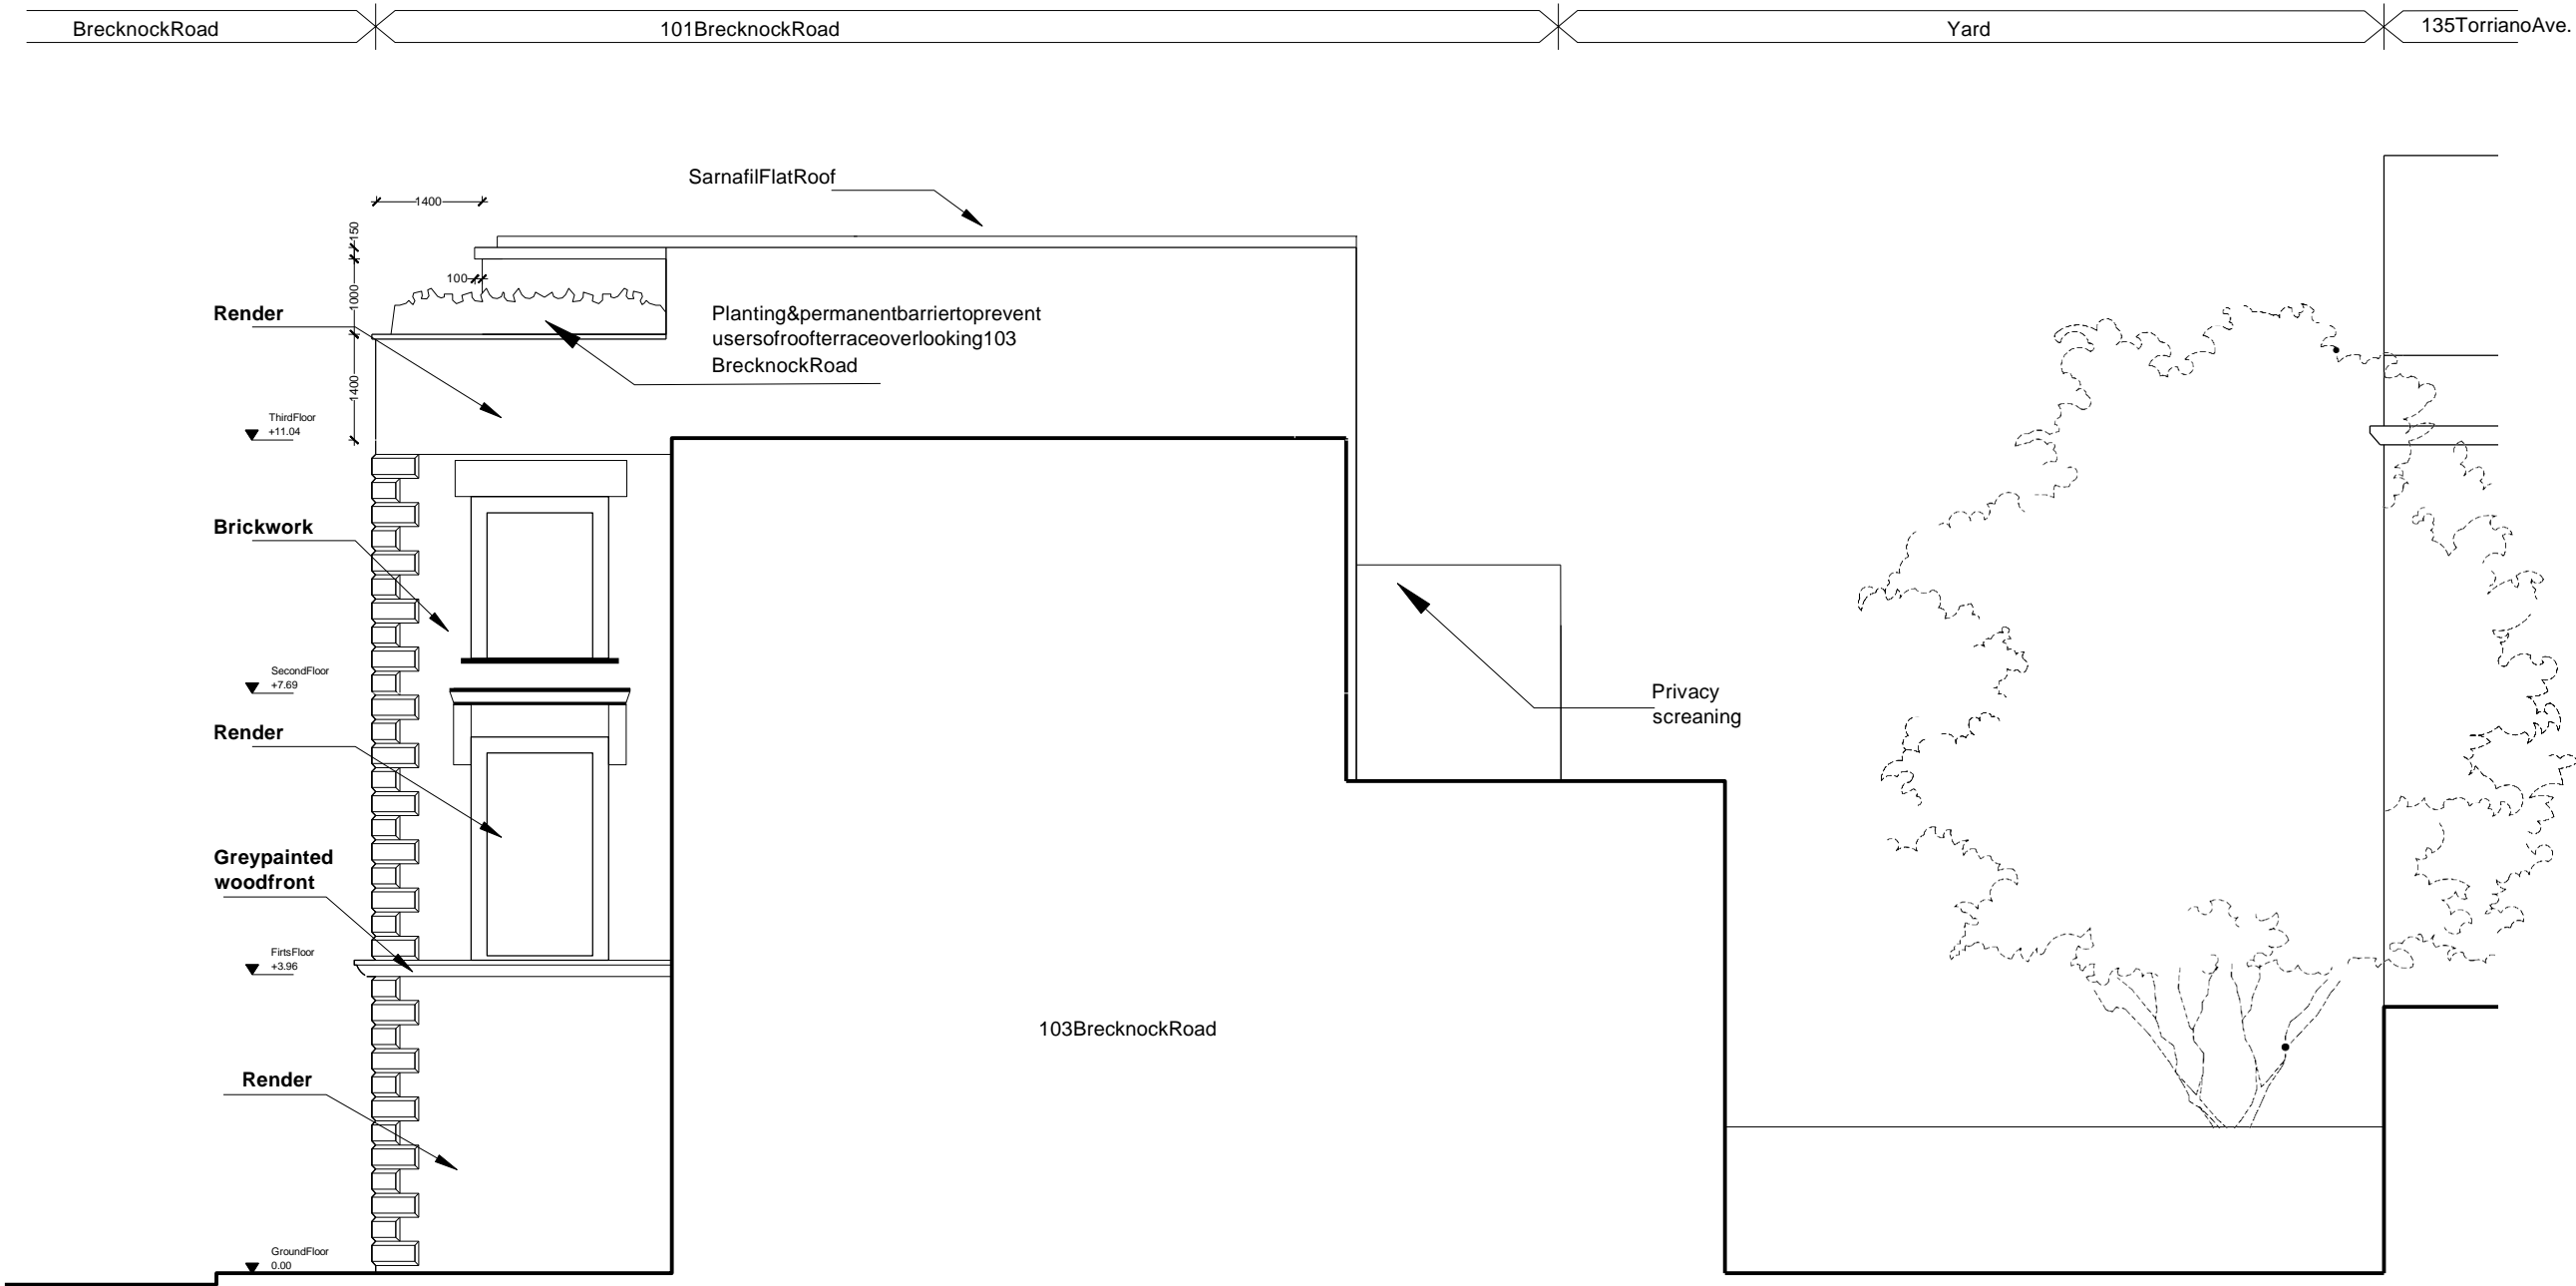 BrecknockRoad
101BrecknockRoad
Yard
135TorrianoAve.
SarnafilFlatRoof
1400
150
100
1000
Render
Planting&permanentbarriertoprevent
usersofroofterraceoverlooking103
BrecknockRoad
1400
ThirdFloor
+11.04
Brickwork
SecondFloor
+7.69
Render
Privacy
screaning
Greypainted
woodfront
FirtsFloor
+3.96
103BrecknockRoad
Render
GroundFloor
0.00